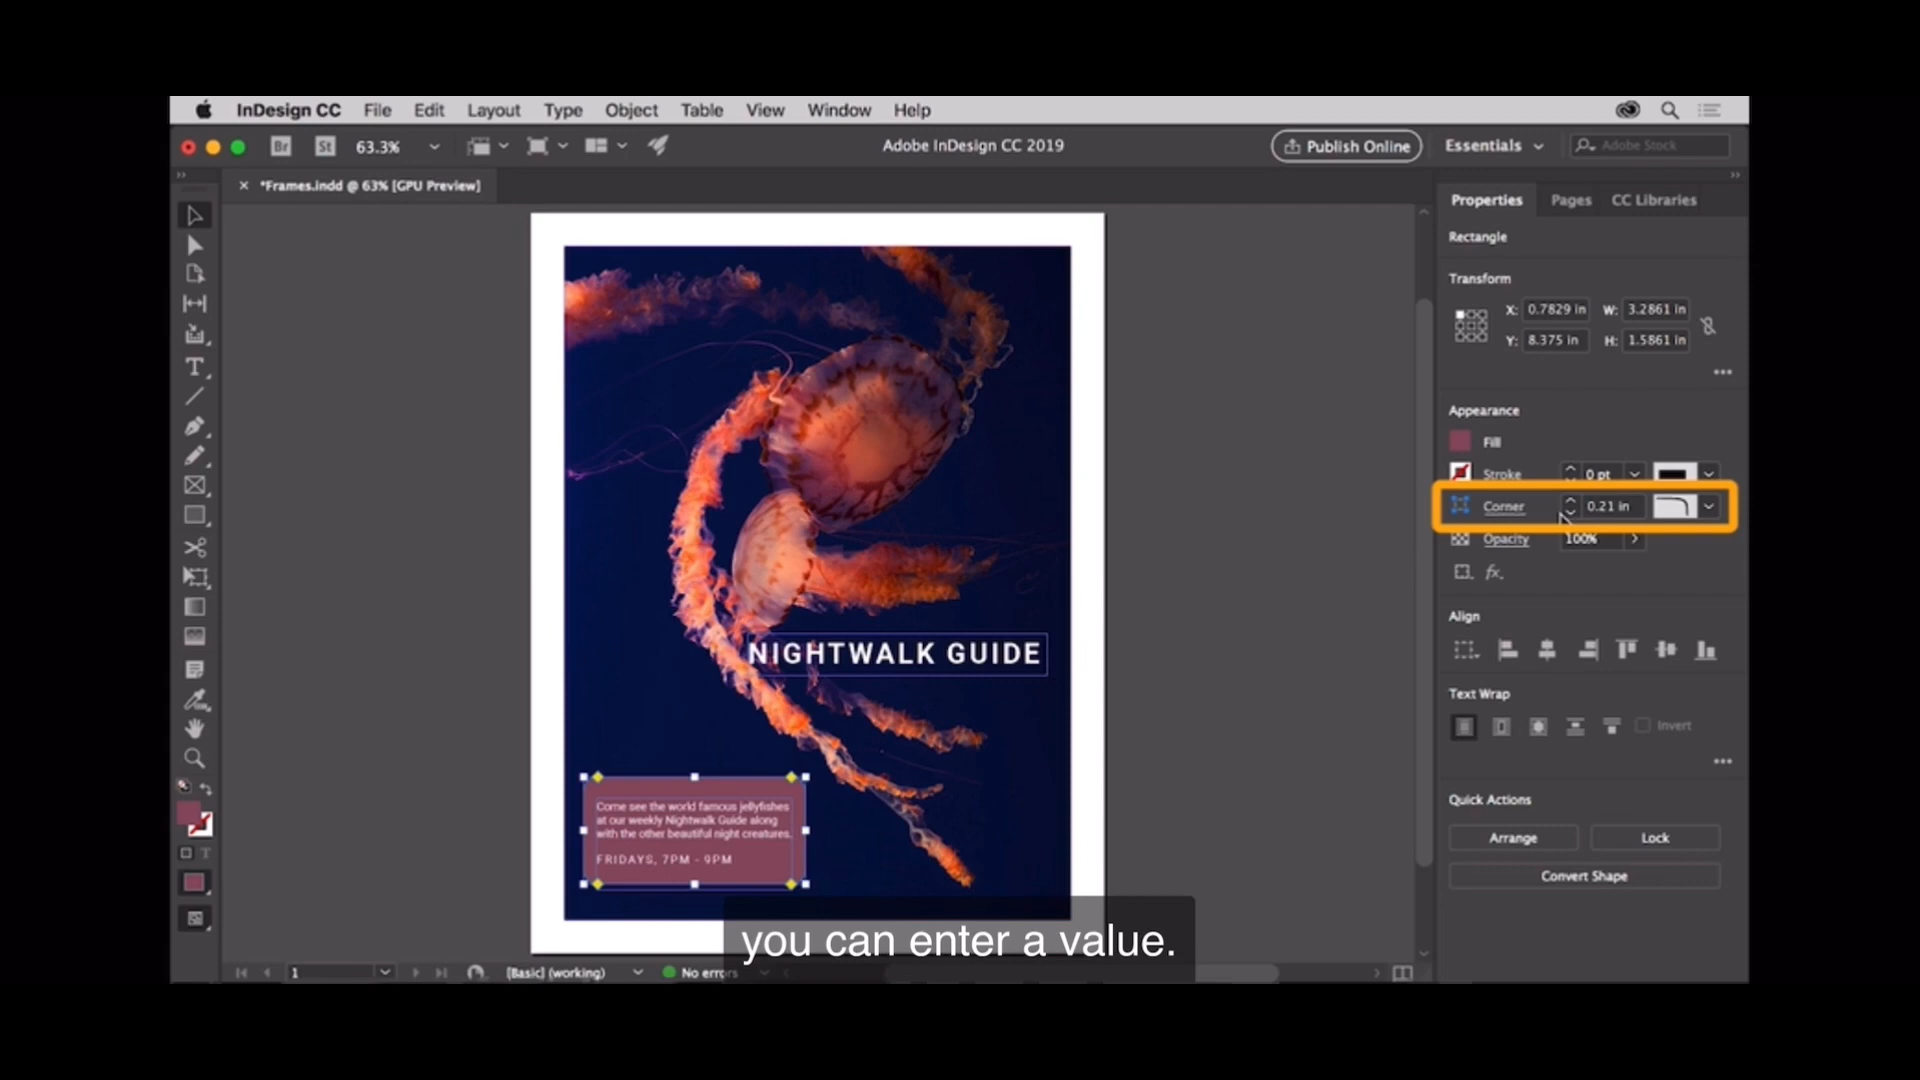 InDesign CC File Edit Layout Type Object Table View Window Help
Br St 63.3% Adobe InDesign CC 2019 Publish Online Essentials Adobe Stock
*Frames.indd @ 63% [GPU Preview]
Properties Pages CC Libraries
Rectangle
Transform
X: 0.7829 in W: 3.2861 in
Y: 8.375 in H: 1.5861 in
Appearance
Fill
Stroke 0 pt
Corner 0.21 in
Opacity 100%
fx.
Align
Text Wrap
Invert
Quick Actions
Arrange Lock
Convert Shape
NIGHTWALK GUIDE
Come see the world famous jellyfishes
at our weekly Nightwalk Guide along
with the other beautiful night creatures.
FRIDAYS, 7PM - 9PM
you can enter a value.
1 [Basic] (working) No errors